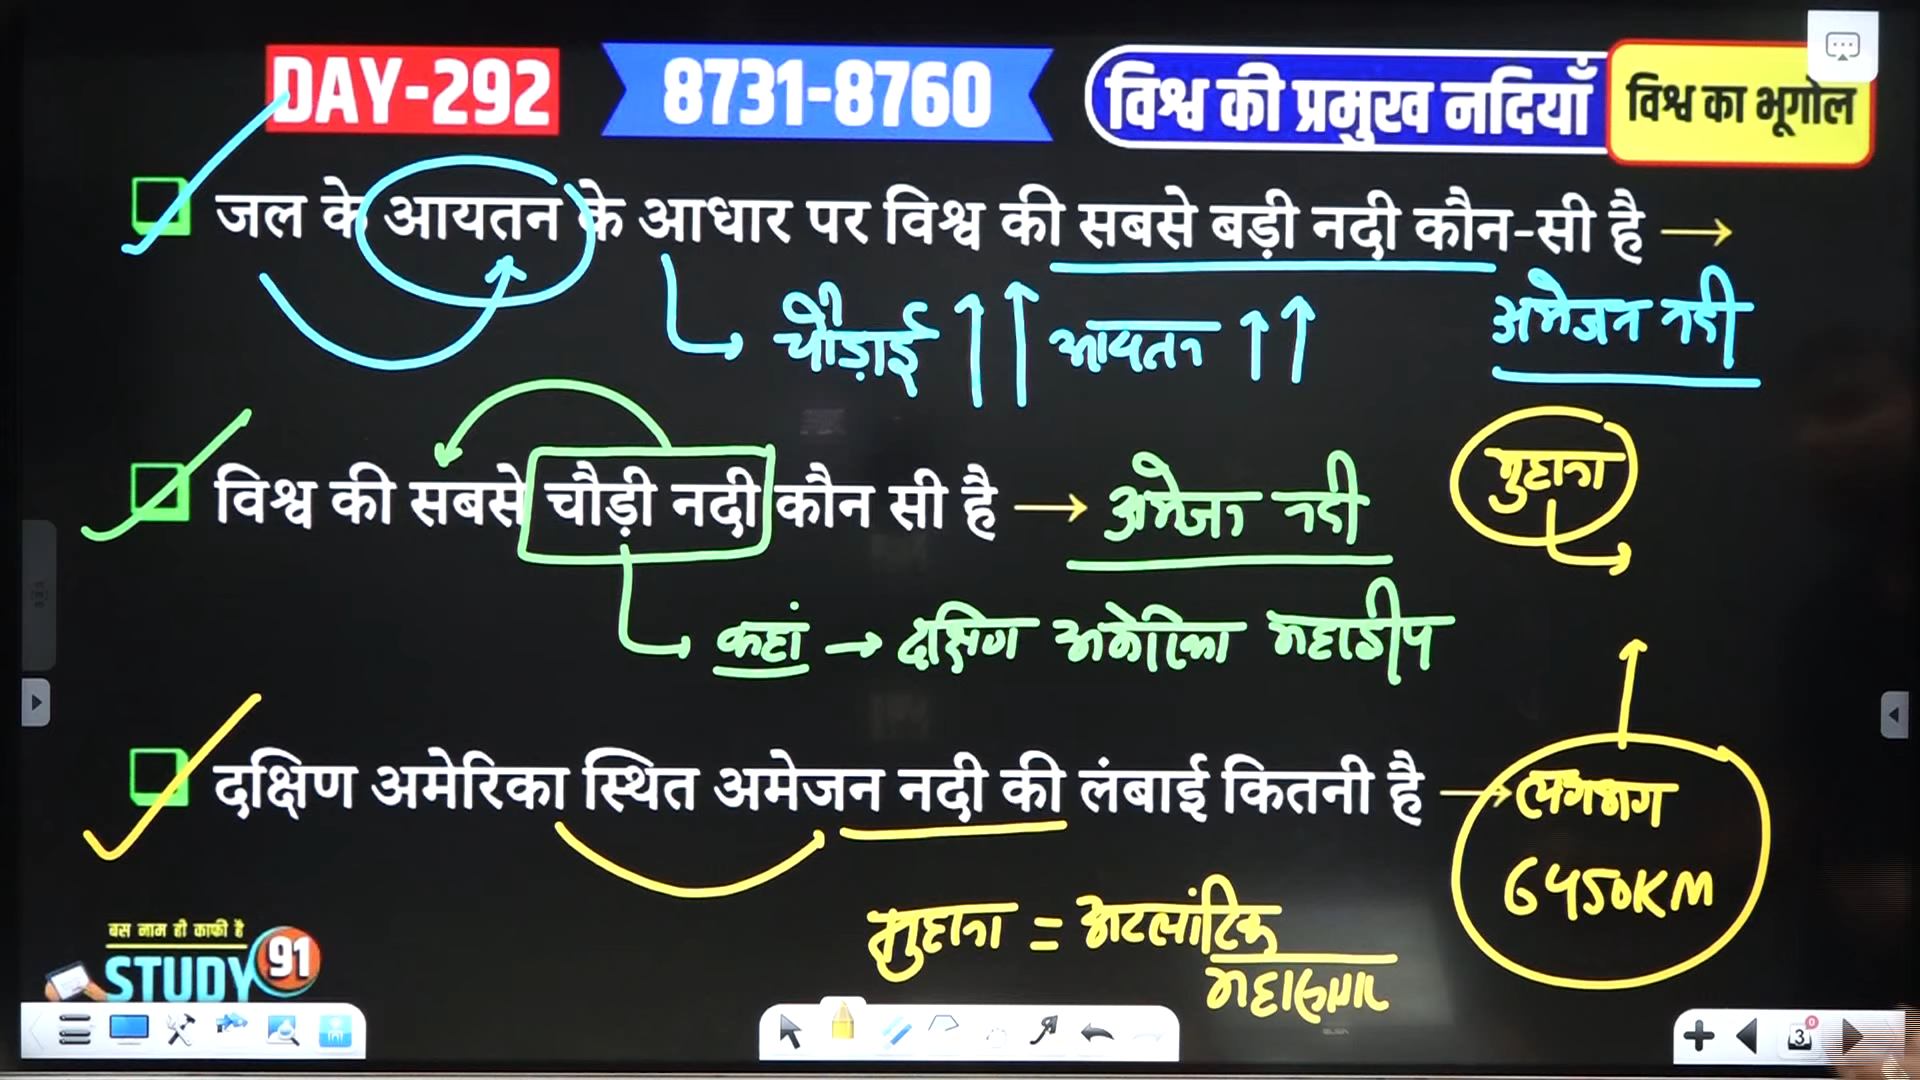 DAY-292
8731-8760
विश्व की प्रमुख नदियाँ
विश्व का भूगोल
जल के आयतन के आधार पर विश्व की सबसे बड़ी नदी कौन-सी है →
अमेजन नदी
चौड़ाई ↑↑ आयतन ↑↑
मुहाना
विश्व की सबसे चौड़ी नदी कौन सी है → अमेजन नदी
कहां → दक्षिण अमेरिका महाद्वीप
दक्षिण अमेरिका स्थित अमेजन नदी की लंबाई कितनी है → लगभग
6450KM
मुहाना = अटलांटिक
महासागर
बस नाम ही काफी है
STUDY 91
3
0